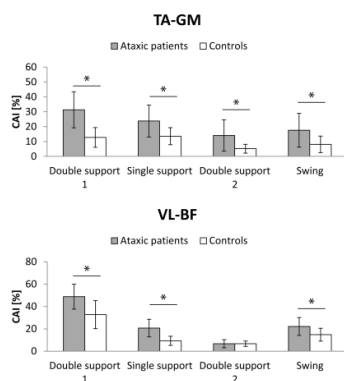 TA-GM
Ataxic patients Controls
CAI [%]
60
50
40
30
20
10
0
* * * *
Double support 1 Single support Double support 2 Swing
VL-BF
Ataxic patients Controls
CAI [%]
80
60
40
20
0
* * *
Double support 1 Single support Double support 2 Swing